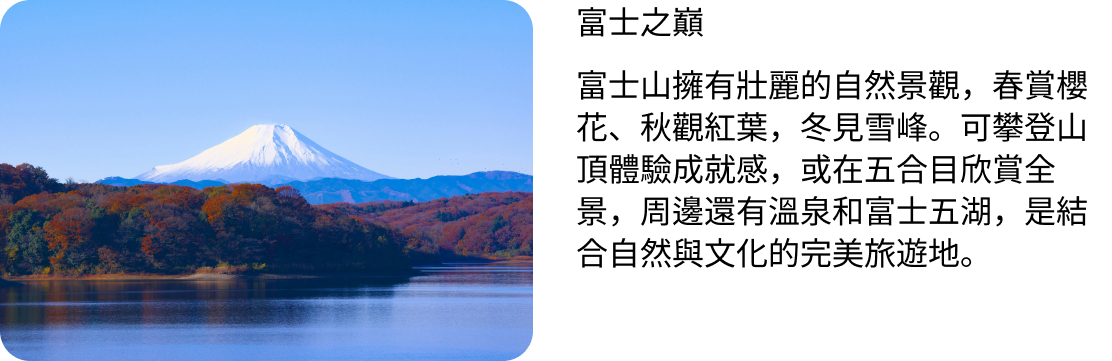 富士之巔
富士山擁有壯麗的自然景觀，春賞櫻
花、秋觀紅葉，冬見雪峰。可攀登山
頂體驗成就感，或在五合目欣賞全
景，周邊還有溫泉和富士五湖，是結
合自然與文化的完美旅遊地。